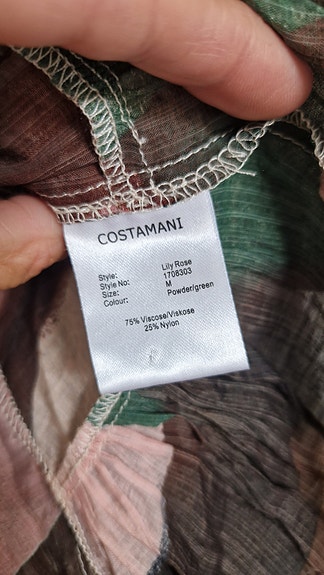 COSTAMANI
Style: Lily Rose
Style No: 1708303
Size: M
Colour: Powder/green
75% Viscose/Viskose
25% Nylon